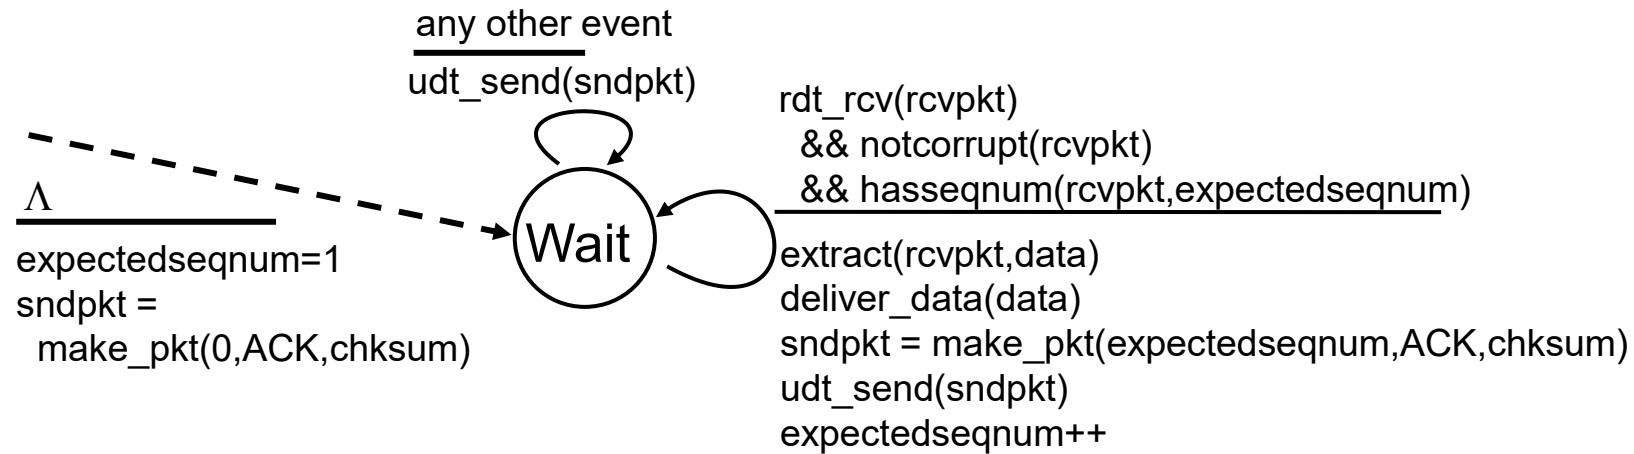 any other event
udt_send(sndpkt)
rdt_rcv(rcvpkt)
&& notcorrupt(rcvpkt)
&& hasseqnum(rcvpkt,expectedseqnum)
Λ
expectedseqnum=1
sndpkt =
make_pkt(0,ACK,chksum)
Wait
extract(rcvpkt,data)
deliver_data(data)
sndpkt = make_pkt(expectedseqnum,ACK,chksum)
udt_send(sndpkt)
expectedseqnum++